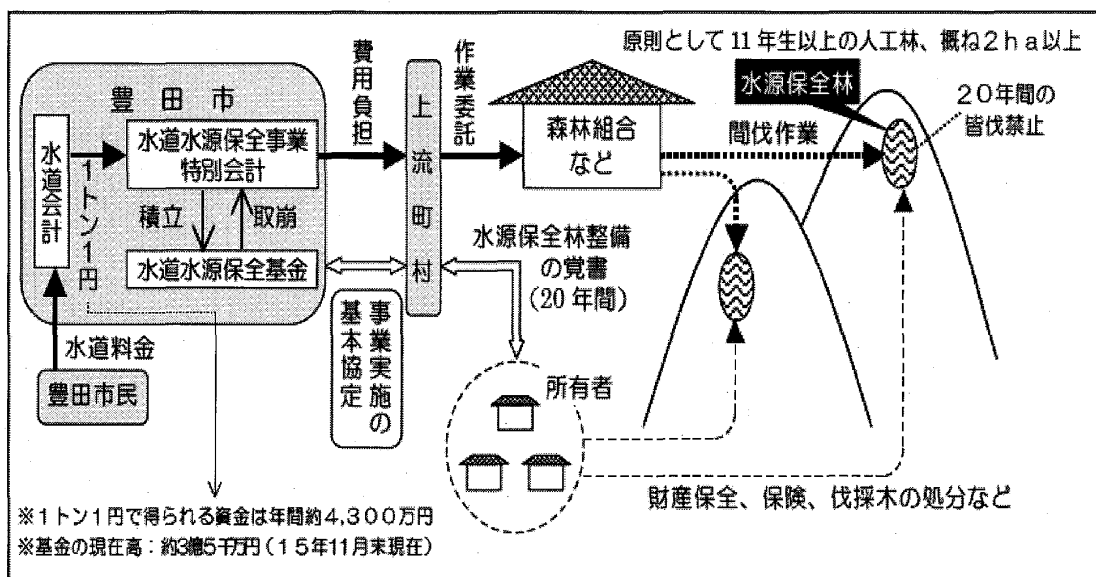 原則として11年生以上の人工林、概ね2ha以上
水源保全林
20年間の
皆伐禁止
豊田市
水道会計
1トン1円
水道水源保全事業
特別会計
積立
取崩
水道水源保全基金
水道料金
豊田市民
費用負担
上流町村
作業委託
森林組合
など
間伐作業
水源保全林整備
の覚書
(20年間)
事業実施の
基本協定
所有者
財産保全、保険、伐採木の処分など
※1トン1円で得られる資金は年間約4,300万円
※基金の現在高：約3億5千万円（15年11月末現在）